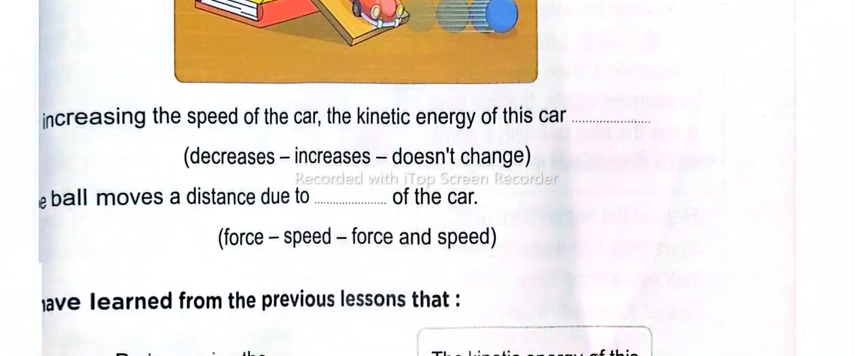 increasing the speed of the car, the kinetic energy of this car ....................
(decreases – increases – doesn't change)
Recorded with iTop Screen Recorder
e ball moves a distance due to .................... of the car.
(force – speed – force and speed)
have learned from the previous lessons that :
the
The kinetic energy of this